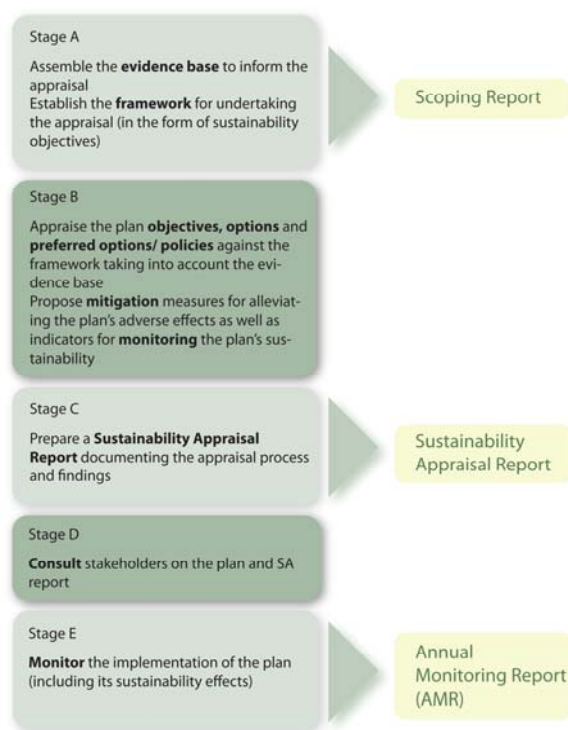 Stage A
Assemble the evidence base to inform the
appraisal
Establish the framework for undertaking
the appraisal (in the form of sustainability
objectives)
Scoping Report
Stage B
Appraise the plan objectives, options and
preferred options/ policies against the
framework taking into account the evi-
dence base
Propose mitigation measures for alleviat-
ing the plan's adverse effects as well as
indicators for monitoring the plan's sus-
tainability
Stage C
Prepare a Sustainability Appraisal
Report documenting the appraisal process
and findings
Sustainability
Appraisal Report
Stage D
Consult stakeholders on the plan and SA
report
Stage E
Monitor the implementation of the plan
(including its sustainability effects)
Annual
Monitoring Report
(AMR)